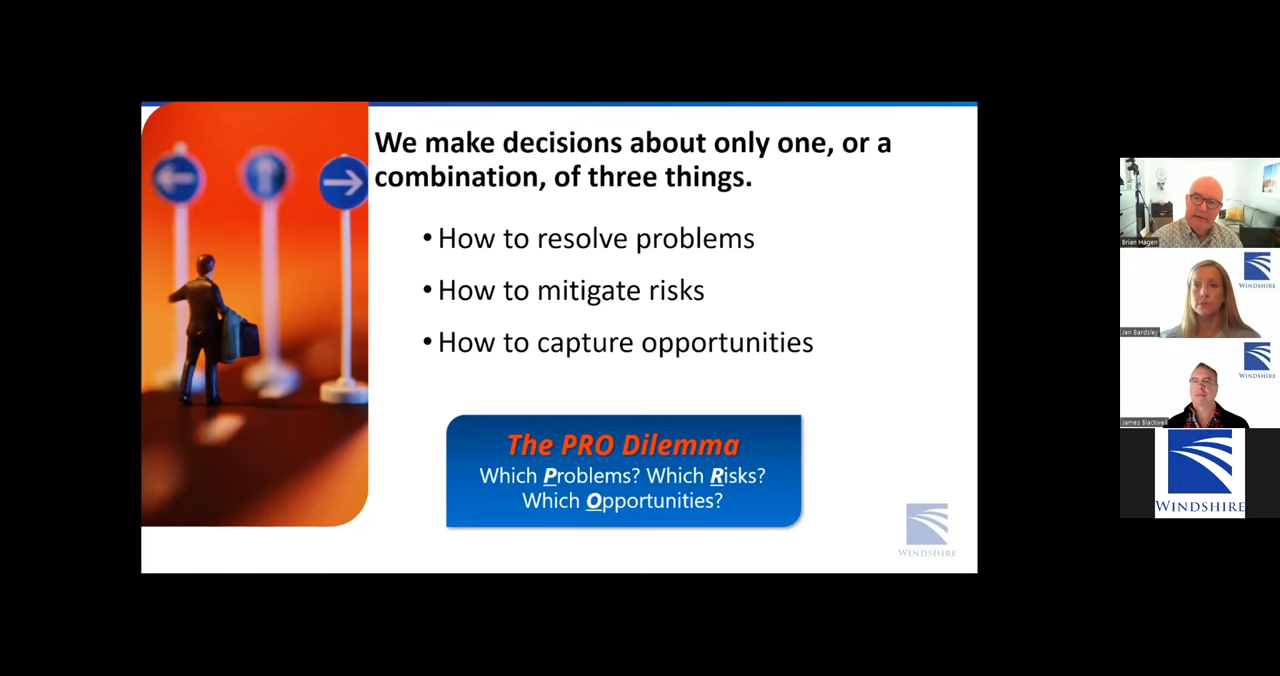 We make decisions about only one, or a
combination, of three things.
• How to resolve problems
• How to mitigate risks
• How to capture opportunities
The PRO Dilemma
Which Problems? Which Risks?
Which Opportunities?
WINDSHIRE
Brian Hagen
WINDSHIRE
Jen Bardsley
WINDSHIRE
James Blackwell
WINDSHIRE